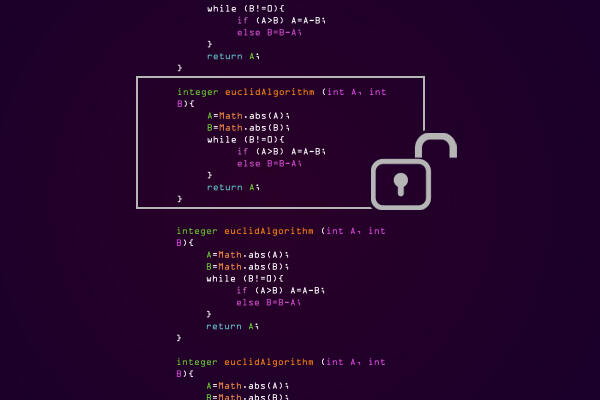 while (B!=0){
if (A>B) A=A-B;
else B=B-A;
}
return A;
}
integer euclidAlgorithm (int A, int
B){
A=Math.abs(A);
B=Math.abs(B);
while (B!=0){
if (A>B) A=A-B;
else B=B-A;
}
return A;
}
integer euclidAlgorithm (int A, int
B){
A=Math.abs(A);
B=Math.abs(B);
while (B!=0){
if (A>B) A=A-B;
else B=B-A;
}
return A;
}
integer euclidAlgorithm (int A, int
B){
A=Math.abs(A);
B=Math.abs(B);